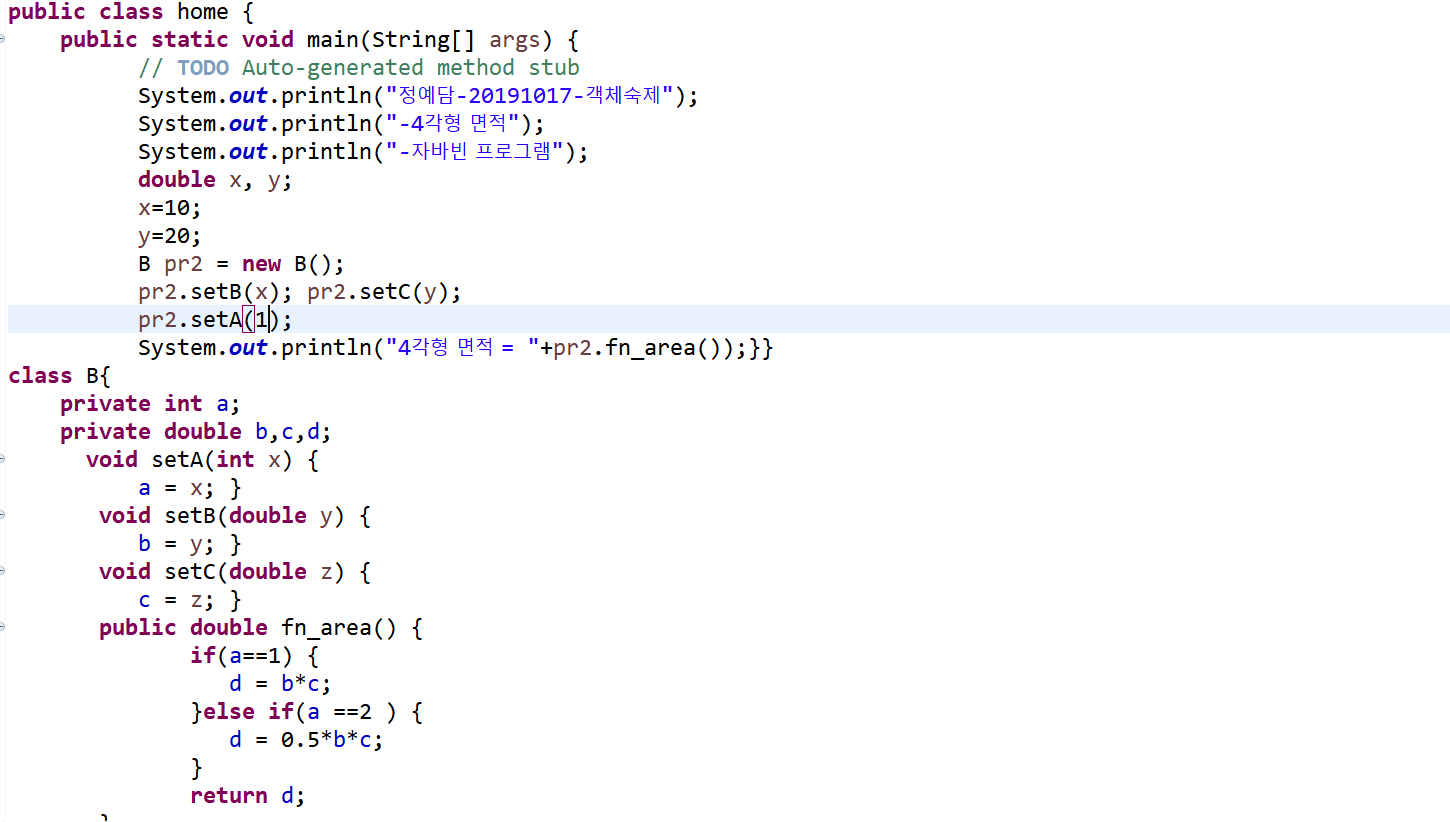 public class home {
    public static void main(String[] args) {
          // TODO Auto-generated method stub
          System.out.println("정예담-20191017-객체숙제");
          System.out.println("-4각형 면적");
          System.out.println("-자바빈 프로그램");
          double x, y;
          x=10;
          y=20;
          B pr2 = new B();
          pr2.setB(x); pr2.setC(y);
          pr2.setA(1);
          System.out.println("4각형 면적 = "+pr2.fn_area());}}
class B{
    private int a;
    private double b,c,d;
      void setA(int x) {
          a = x; }
       void setB(double y) {
          b = y; }
       void setC(double z) {
          c = z; }
       public double fn_area() {
              if(a==1) {
                 d = b*c;
              }else if(a ==2 ) {
                 d = 0.5*b*c;
              }
              return d;
       }